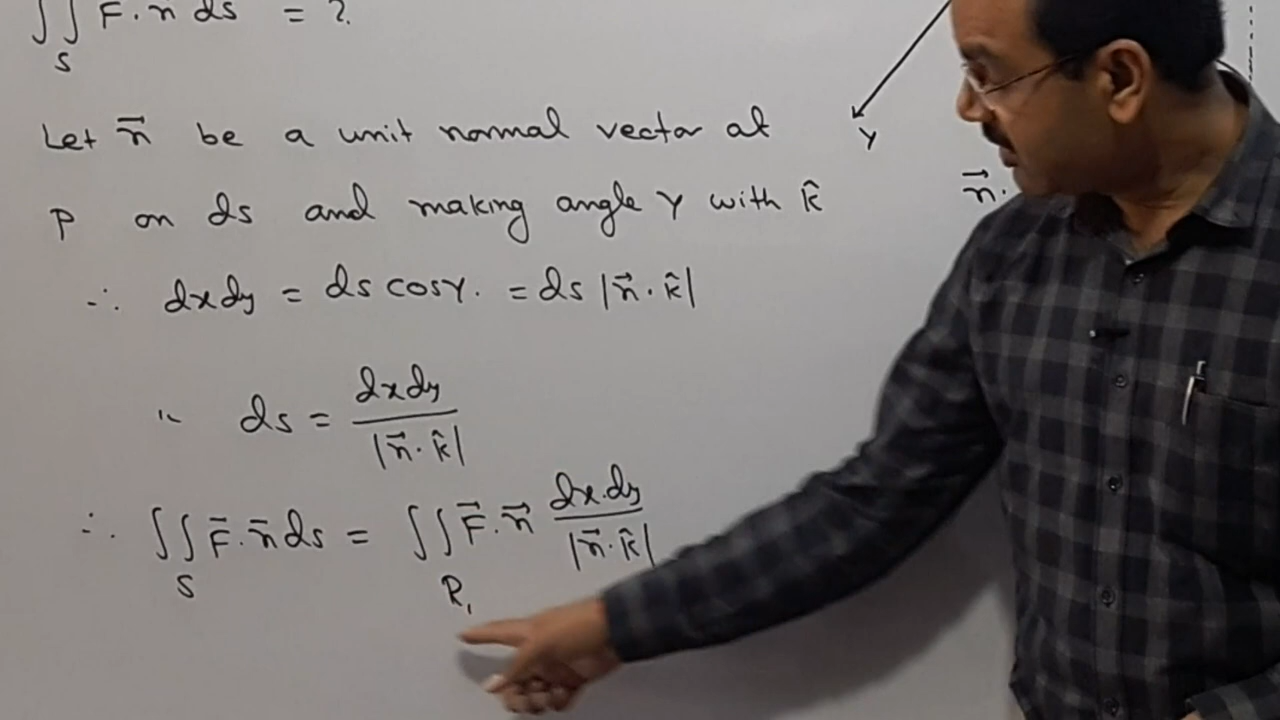 ∫∫ F · n ds = ?
S
Let n⃗ be a unit normal vector at
P on ds and making angle γ with k̂
∴ dxdy = ds cosγ. = ds |n⃗ · k̂|
ds = dxdy / |n⃗ · k̂|
∴ ∫∫ F⃗ · n⃗ ds = ∫∫ F⃗ · n⃗ dx.dy / |n⃗ · k̂|
S R₁
Y
n⃗ ·